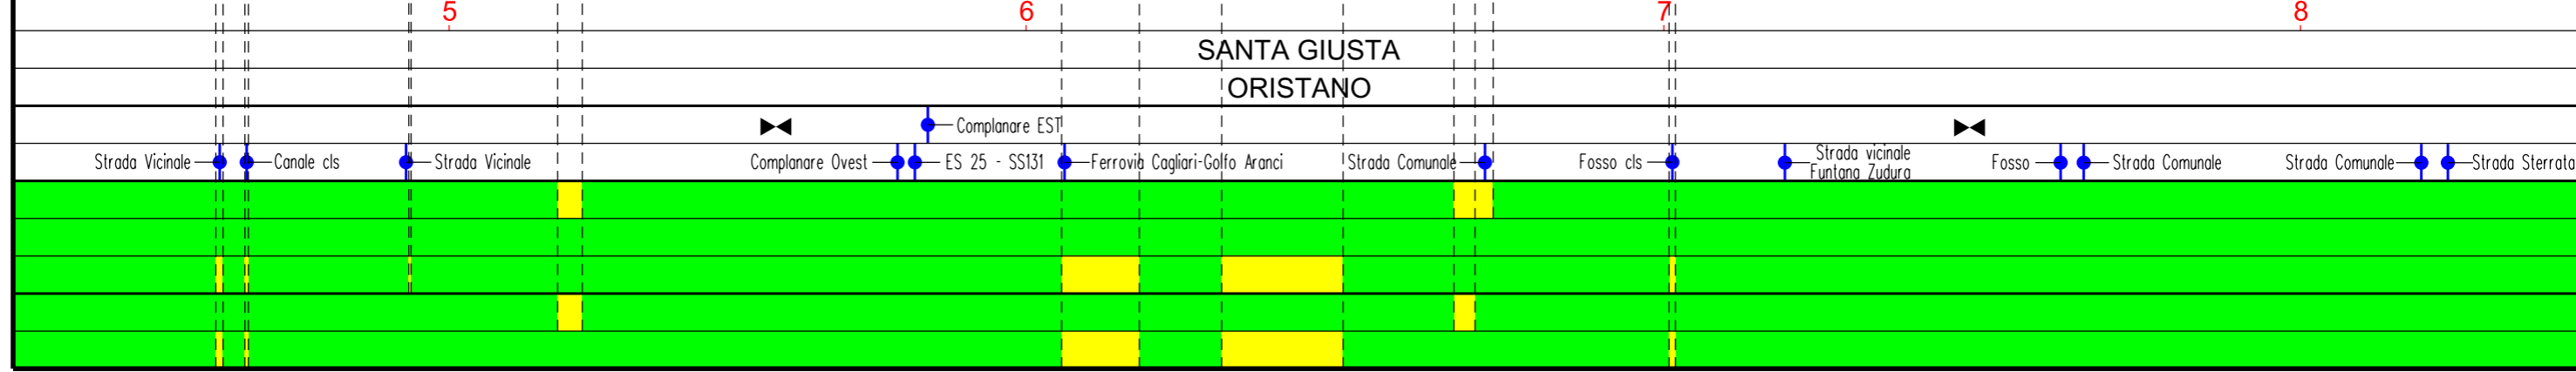 5 6 7 8
SANTA GIUSTA
ORISTANO
Complanare EST
Strada Vicinale Canale cls Strada Vicinale Complanare Ovest ES 25 - SS131 Ferrovia Cagliari-Golfo Aranci Strada Comunale Fosso cls Strada vicinale
Funtana Zudura Fosso Strada Comunale Strada Comunale Strada Sterrata